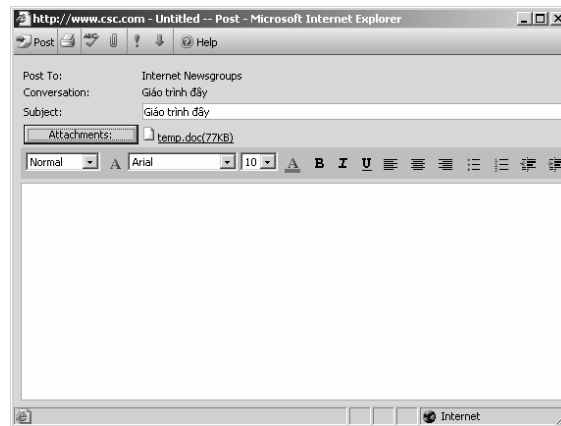 http://www.csc.com - Untitled -- Post - Microsoft Internet Explorer
Post ABC Help
Post To: Internet Newsgroups
Conversation: Giáo trình đây
Subject: Giáo trình đây
Attachments: temp.doc(77KB)
Normal A Arial 10 A B I U
Internet